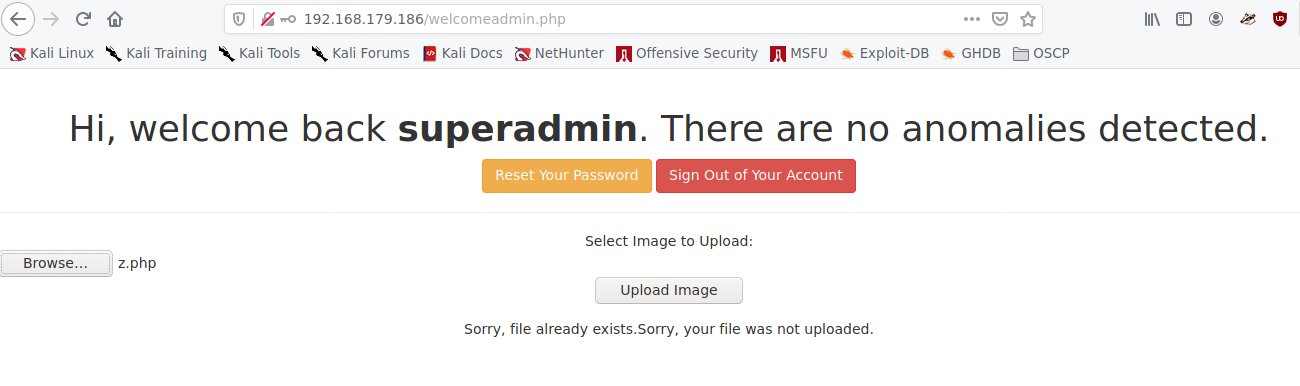 192.168.179.186/welcomeadmin.php
Kali Linux Kali Training Kali Tools Kali Forums Kali Docs NetHunter Offensive Security MSFU Exploit-DB GHDB OSCP
Hi, welcome back superadmin. There are no anomalies detected.
Reset Your Password Sign Out of Your Account
Select Image to Upload:
Browse... z.php
Upload Image
Sorry, file already exists.Sorry, your file was not uploaded.